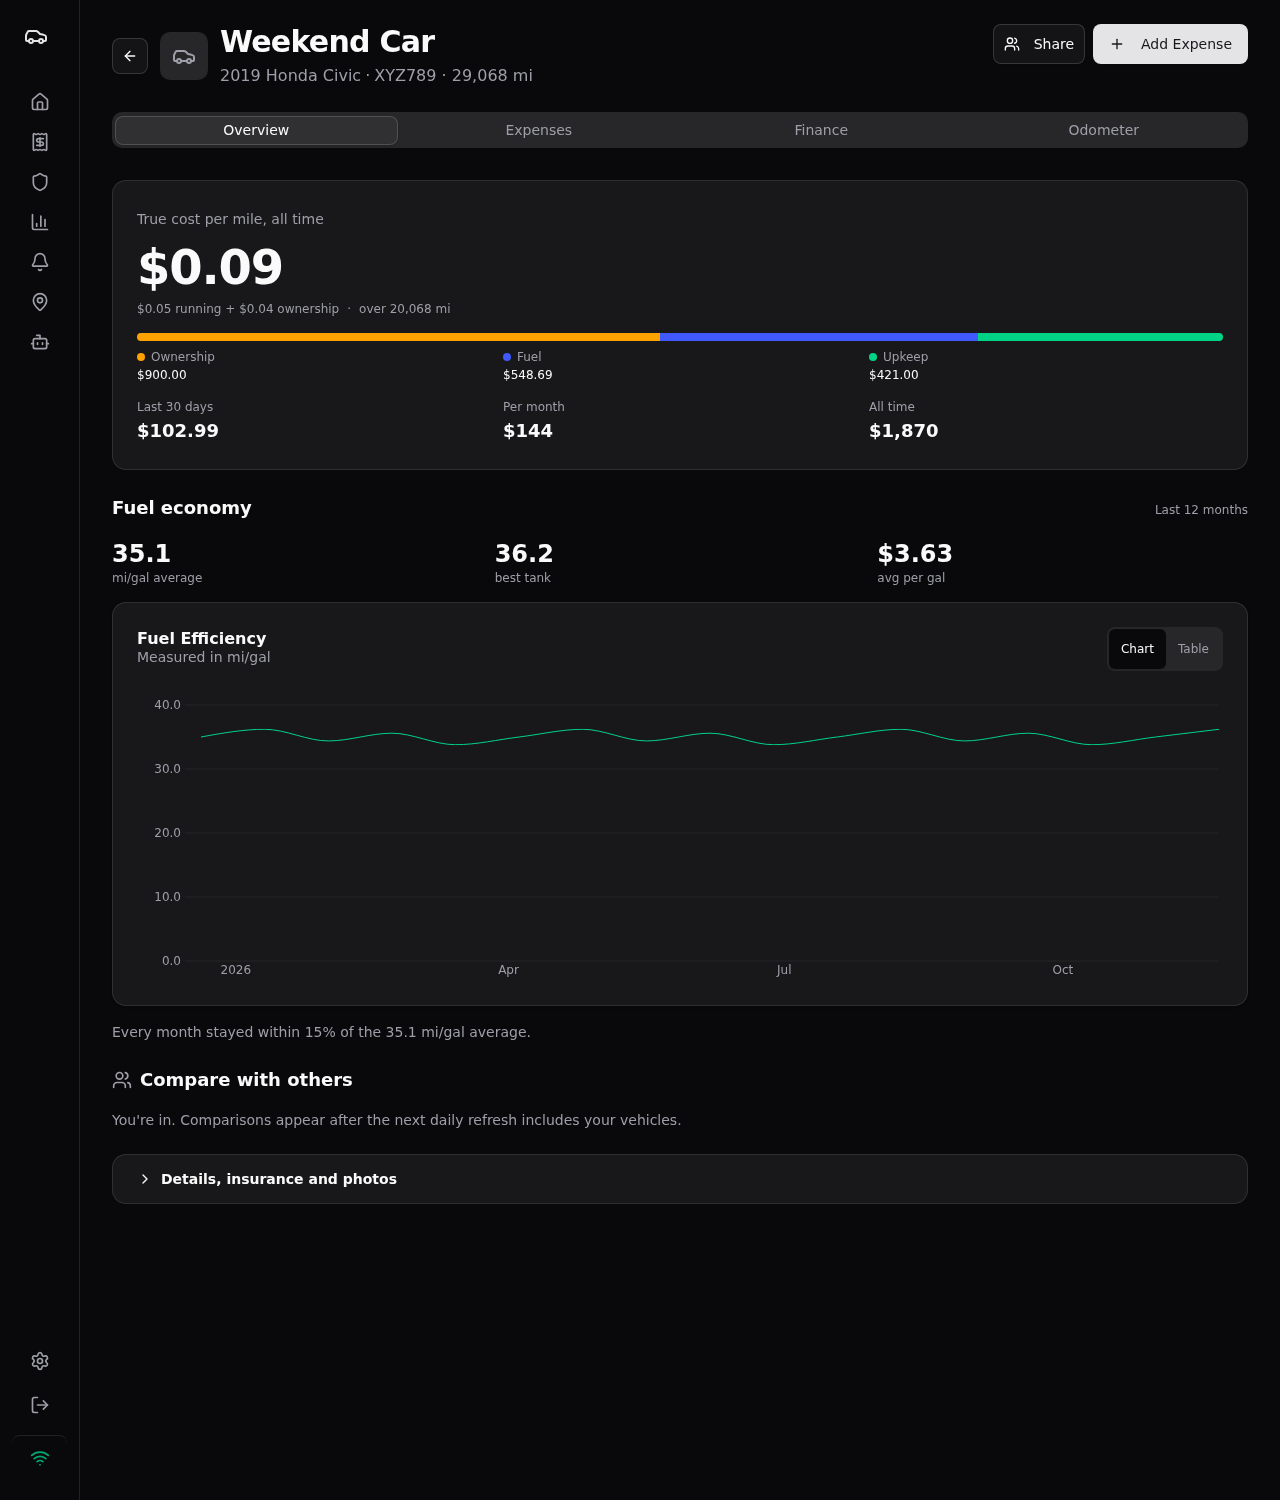 Weekend Car
2019 Honda Civic · XYZ789 · 29,068 mi
Share
Add Expense
Overview
Expenses
Finance
Odometer
True cost per mile, all time
$0.09
$0.05 running + $0.04 ownership · over 20,068 mi
Ownership
$900.00
Fuel
$548.69
Upkeep
$421.00
Last 30 days
$102.99
Per month
$144
All time
$1,870
Fuel economy
Last 12 months
35.1
mi/gal average
36.2
best tank
$3.63
avg per gal
Fuel Efficiency
Measured in mi/gal
Chart
Table
40.0
30.0
20.0
10.0
0.0
2026
Apr
Jul
Oct
Every month stayed within 15% of the 35.1 mi/gal average.
Compare with others
You're in. Comparisons appear after the next daily refresh includes your vehicles.
Details, insurance and photos